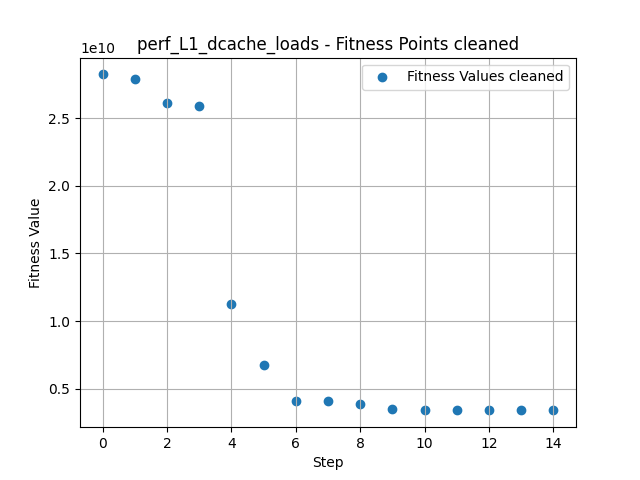 perf_L1_dcache_loads - Fitness Points cleaned
1e10
Fitness Values cleaned
2.5
2.0
1.5
1.0
0.5
Fitness Value
0 2 4 6 8 10 12 14
Step